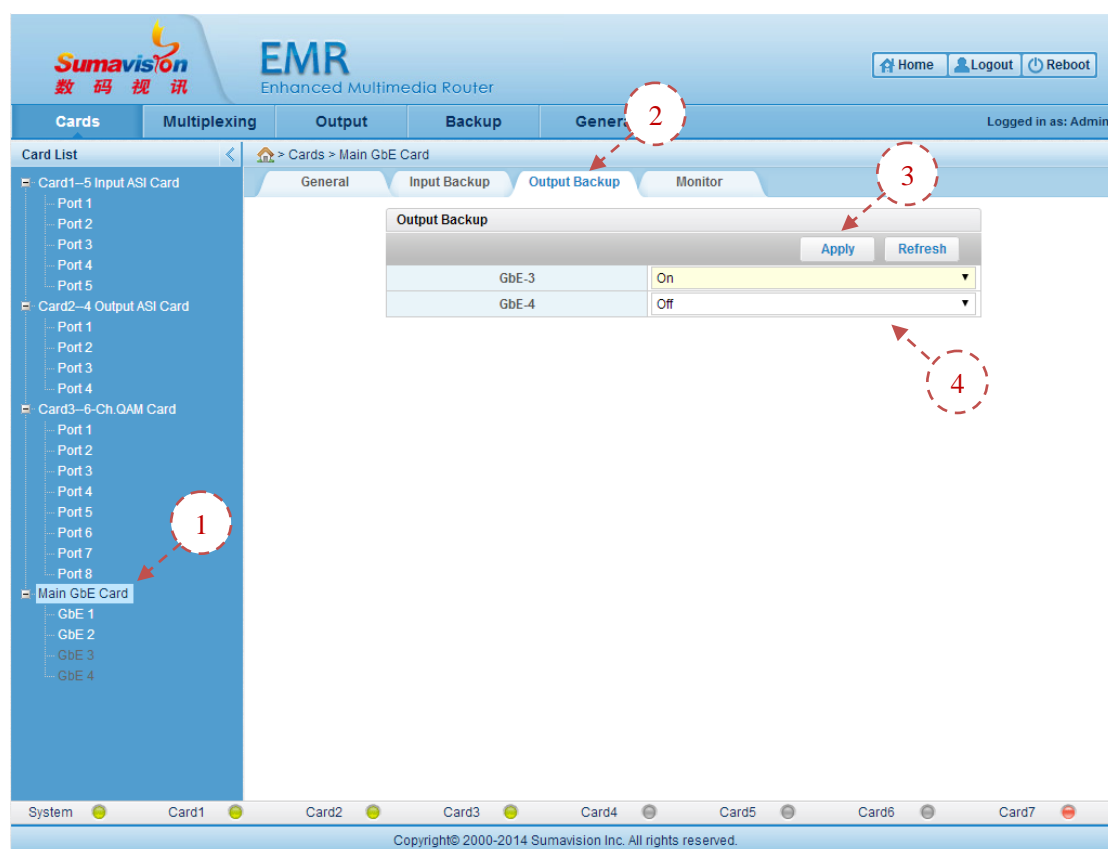 Sumavision
数码视讯
EMR
Enhanced Multimedia Router
Home Logout Reboot
Cards Multiplexing Output Backup General Logged in as: Admin
2
Card List
> Cards > Main GbE Card
General Input Backup Output Backup Monitor
3
Card1--5 Input ASI Card
Port 1
Port 2
Port 3
Port 4
Port 5
Card2--4 Output ASI Card
Port 1
Port 2
Port 3
Port 4
Card3--6-Ch.QAM Card
Port 1
Port 2
Port 3
Port 4
Port 5
Port 6
Port 7
Port 8
Main GbE Card
GbE 1
GbE 2
GbE 3
GbE 4
1
Output Backup
Apply Refresh
GbE-3 On
GbE-4 Off
4
System Card1 Card2 Card3 Card4 Card5 Card6 Card7
Copyright© 2000-2014 Sumavision Inc. All rights reserved.